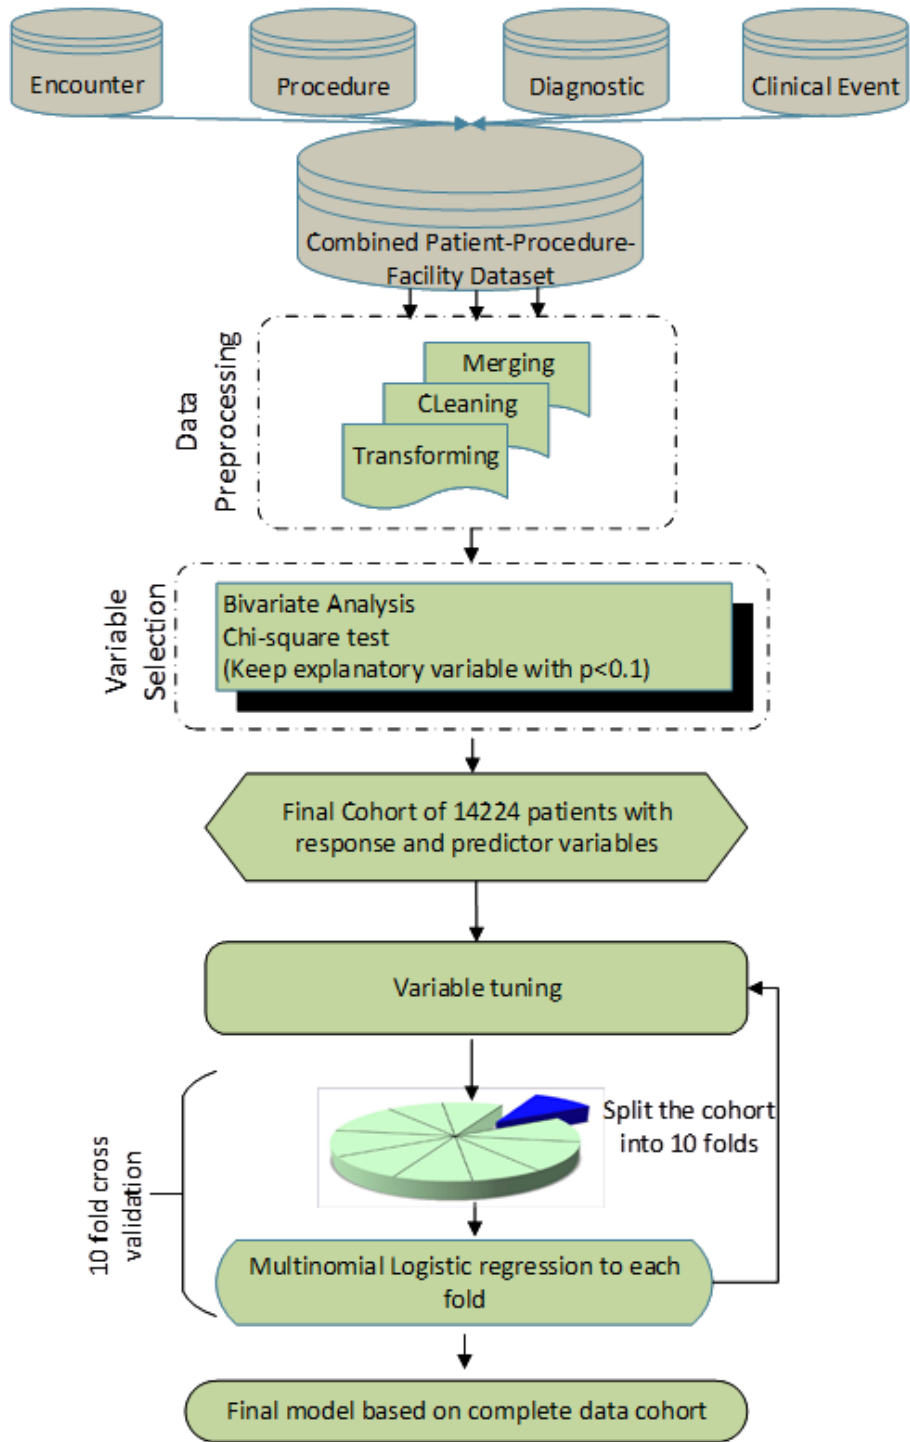 Encounter
Procedure
Diagnostic
Clinical Event
Combined Patient-Procedure-
Facility Dataset
Data
Preprocessing
Merging
CLeaning
Transforming
Variable
Selection
Bivariate Analysis
Chi-square test
(Keep explanatory variable with p<0.1)
Final Cohort of 14224 patients with
response and predictor variables
Variable tuning
10 fold cross
validation
Split the cohort
into 10 folds
Multinomial Logistic regression to each
fold
Final model based on complete data cohort